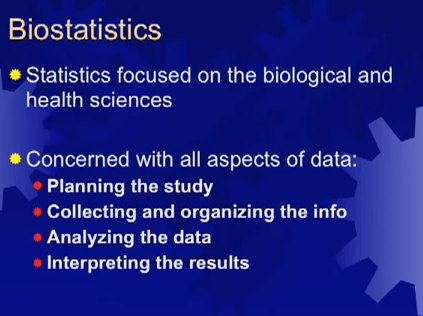 Biostatistics
Statistics focused on the biological and
health sciences
Concerned with all aspects of data:
Planning the study
Collecting and organizing the info
Analyzing the data
Interpreting the results